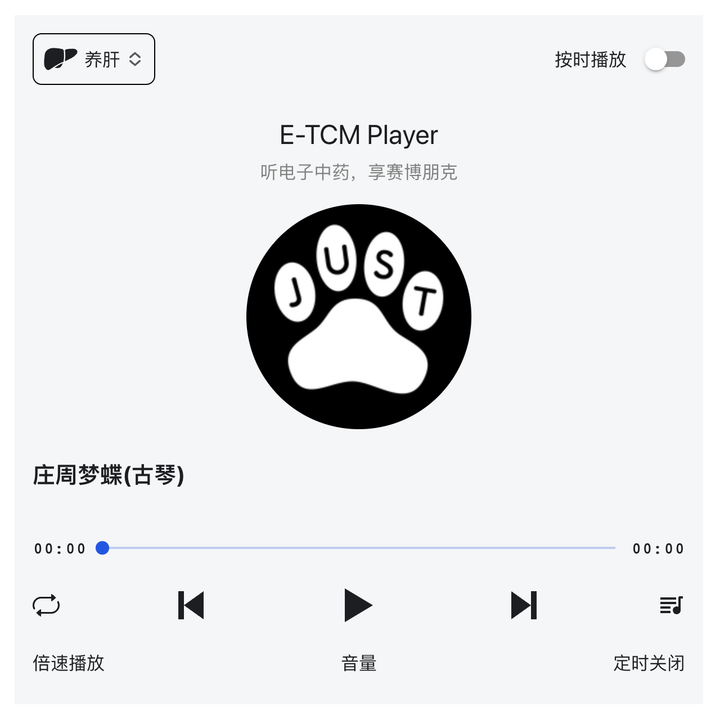 养肝
按时播放
E-TCM Player
听电子中药，享赛博朋克
JUST
庄周梦蝶(古琴)
00:00
00:00
倍速播放
音量
定时关闭